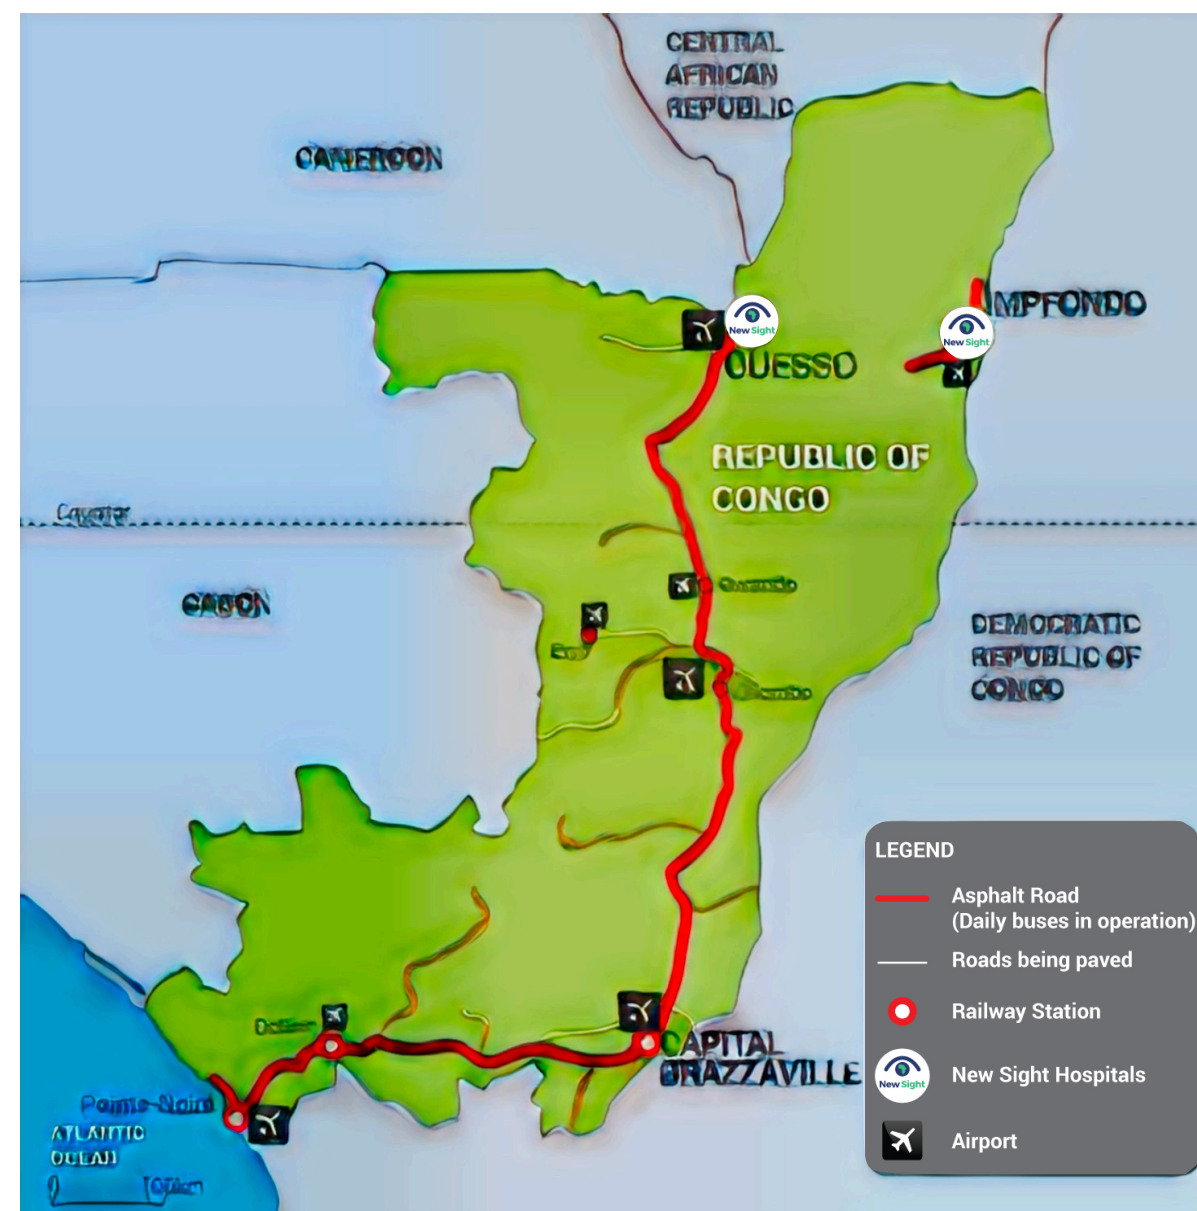 CENTRAL
AFRICAN
REPUBLIC
CAMEROON
IMPFONDO
New Sight
New Sight
OUESSO
REPUBLIC OF
CONGO
GABON
DEMOCRATIC
REPUBLIC OF
CONGO
CAPITAL
BRAZZAVILLE
Pointe-Noire
ATLANTIC
OCEAN
LEGEND
Asphalt Road
(Daily buses in operation)
Roads being paved
Railway Station
New Sight
New Sight Hospitals
Airport